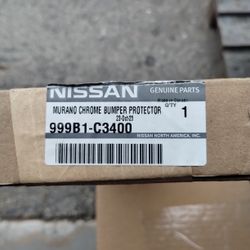 NISSAN GENUINE PARTS
MURANO CHROME BUMPER PROTECTOR
QTY 1
999B1-C3400
NISSAN NORTH AMERICA, INC.